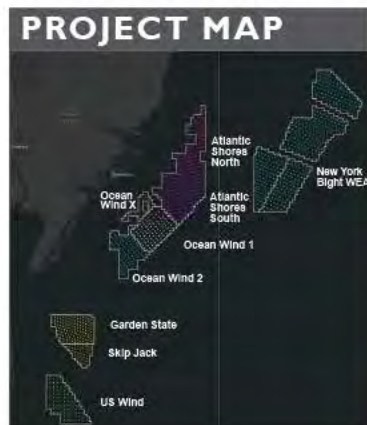 PROJECT MAP
Atlantic
Shores
North
New York
Bight WEA
Ocean
Wind X
Atlantic
Shores
South
Ocean Wind 1
Ocean Wind 2
Garden State
Skip Jack
US Wind